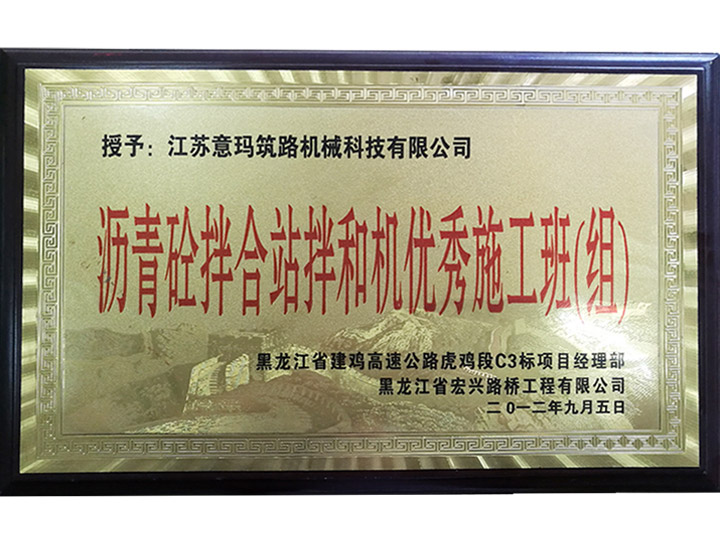 授予：江苏意玛筑路机械科技有限公司
沥青砼拌合站拌和机优秀施工班(组)
黑龙江省建鸡高速公路虎鸡段C3标项目经理部
黑龙江省宏兴路桥工程有限公司
二0一二年九月五日